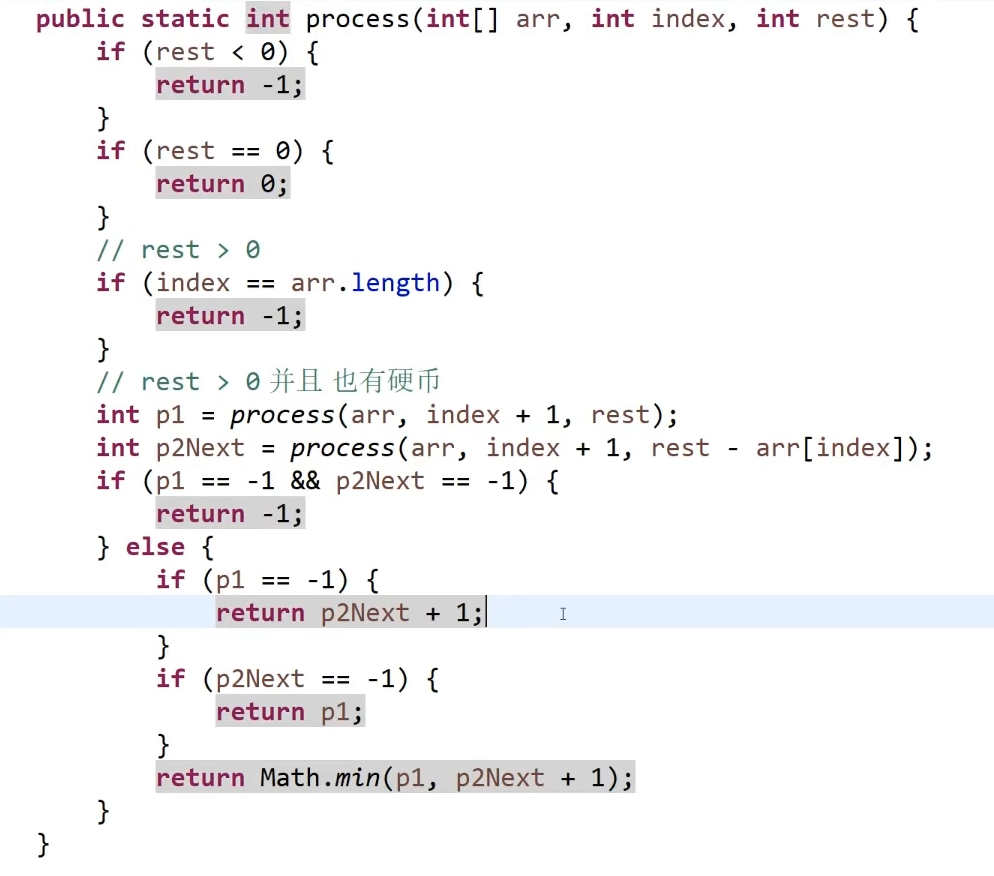 public static int process(int[] arr, int index, int rest) {
if (rest < 0) {
return -1;
}
if (rest == 0) {
return 0;
}
// rest > 0
if (index == arr.length) {
return -1;
}
// rest > 0 并且 也有硬币
int p1 = process(arr, index + 1, rest);
int p2Next = process(arr, index + 1, rest - arr[index]);
if (p1 == -1 && p2Next == -1) {
return -1;
} else {
if (p1 == -1) {
return p2Next + 1;
}
if (p2Next == -1) {
return p1;
}
return Math.min(p1, p2Next + 1);
}
}